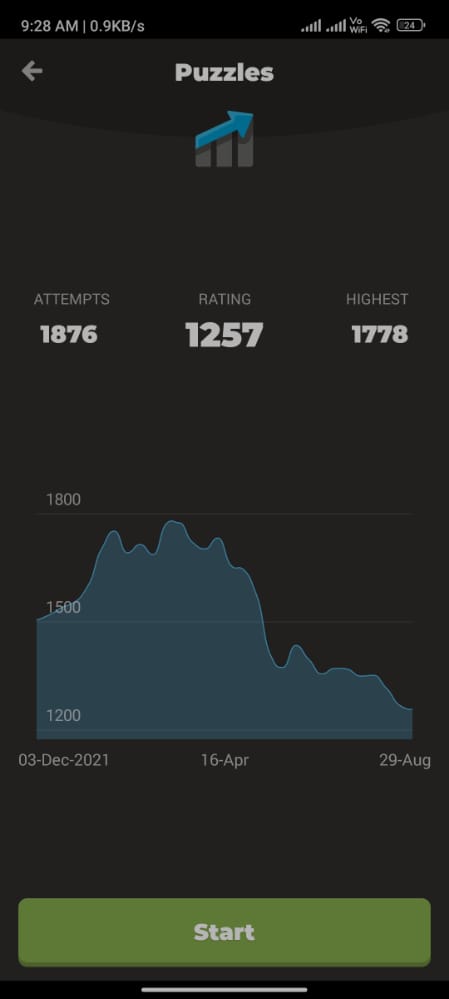 9:28 AM | 0.9KB/s Vo WiFi 24
Puzzles
ATTEMPTS RATING HIGHEST
1876 1257 1778
1800
1500
1200
03-Dec-2021 16-Apr 29-Aug
Start